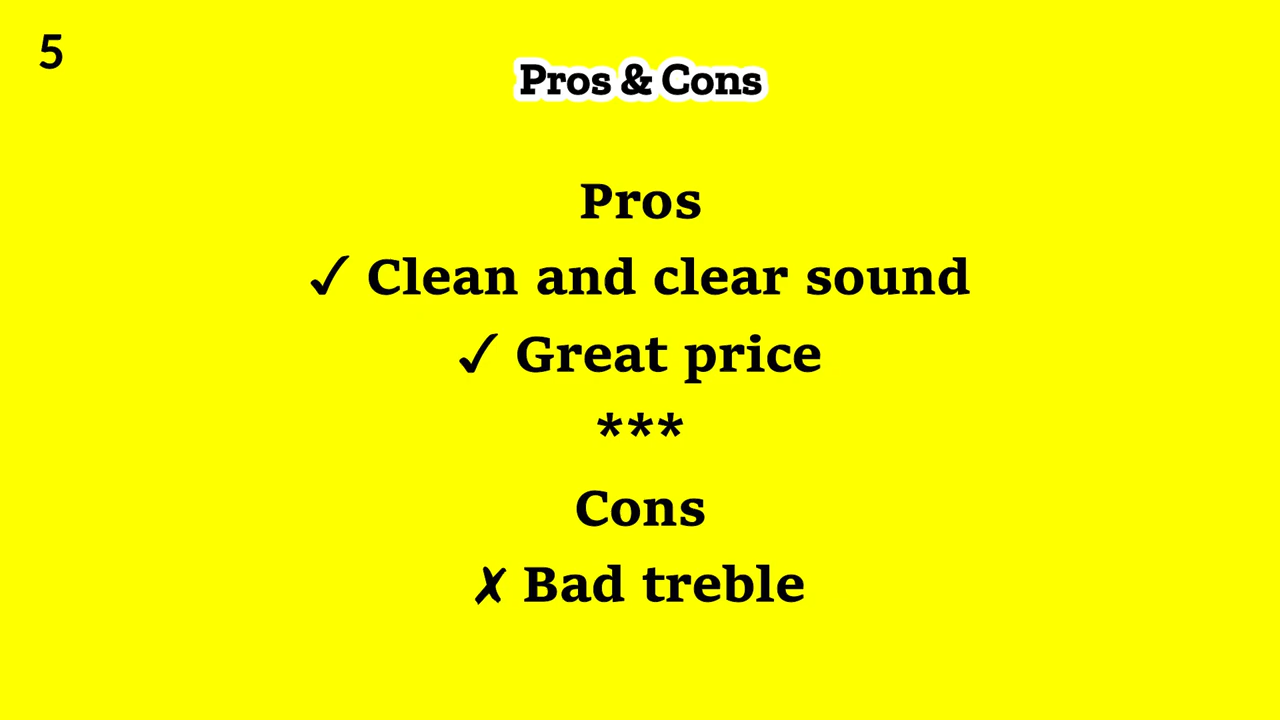 5
Pros & Cons
Pros
✓ Clean and clear sound
✓ Great price
***
Cons
✗ Bad treble